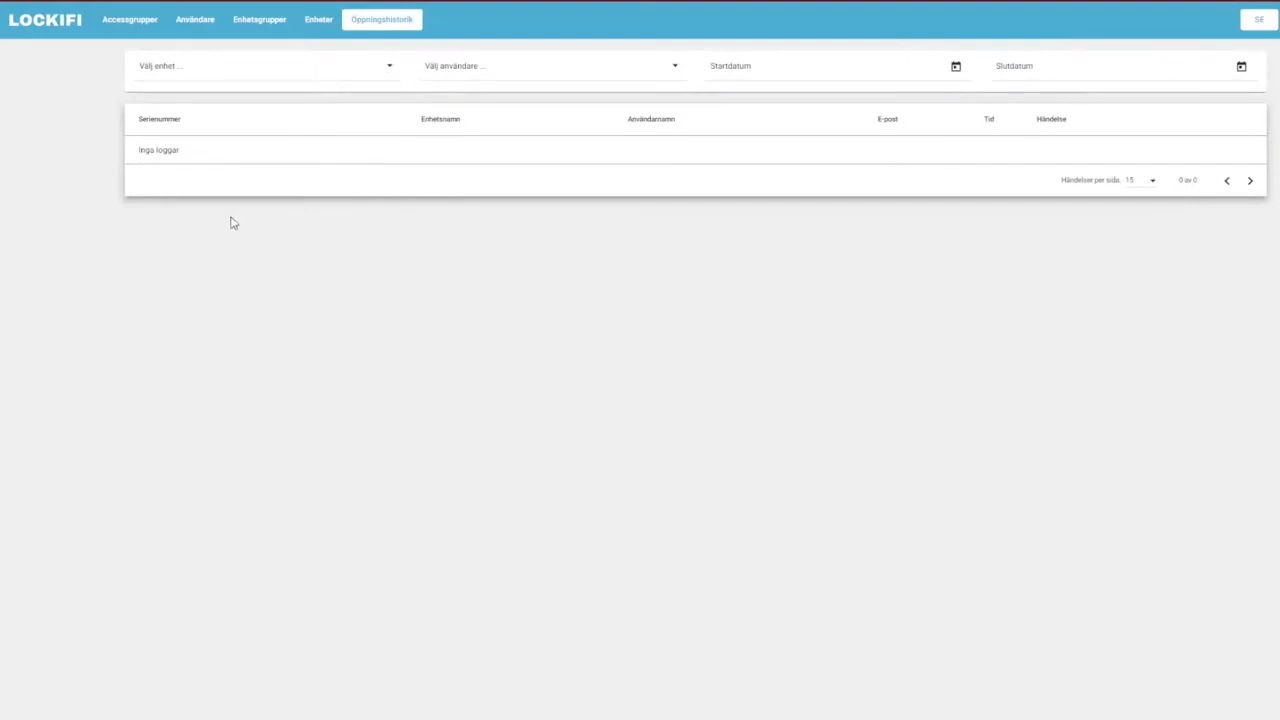 LOCKIFI Accessgrupper Användare Enhetsgrupper Enheter Öppningshistorik SE
Välj enhet ... Välj användare ... Startdatum Slutdatum
Serienummer Enhetsnamn Användarnamn E-post Tid Händelse
Inga loggar
Händelser per sida: 15 0 av 0